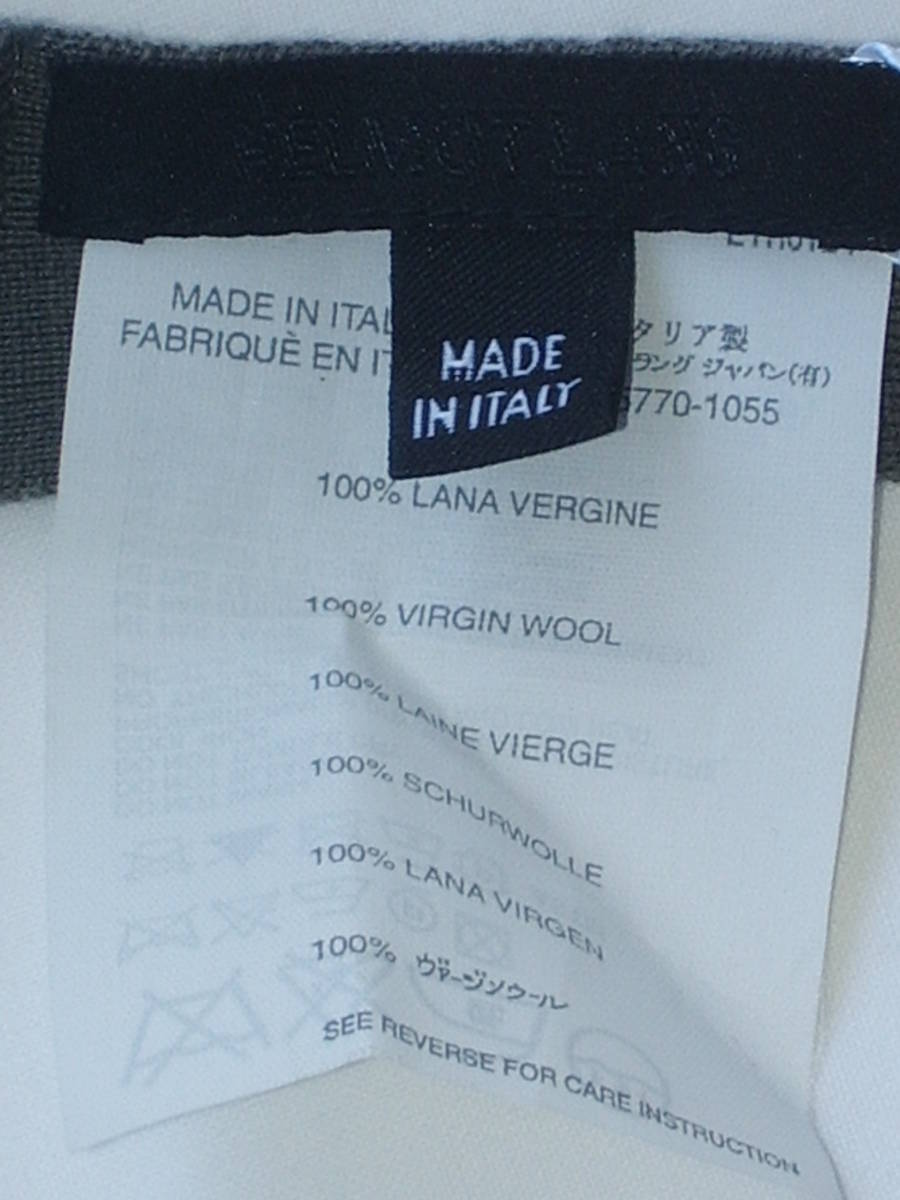 HELMUT LANG
MADE IN ITAL
FABRIQUÈ EN IT
MADE
IN ITALY
タリア製
ラング ジャパン(有)
5770-1055
100% LANA VERGINE
100% VIRGIN WOOL
100% LAINE VIERGE
100% SCHURWOLLE
100% LANA VIRGEN
100% ヴァージンウール
SEE REVERSE FOR CARE INSTRUCTION